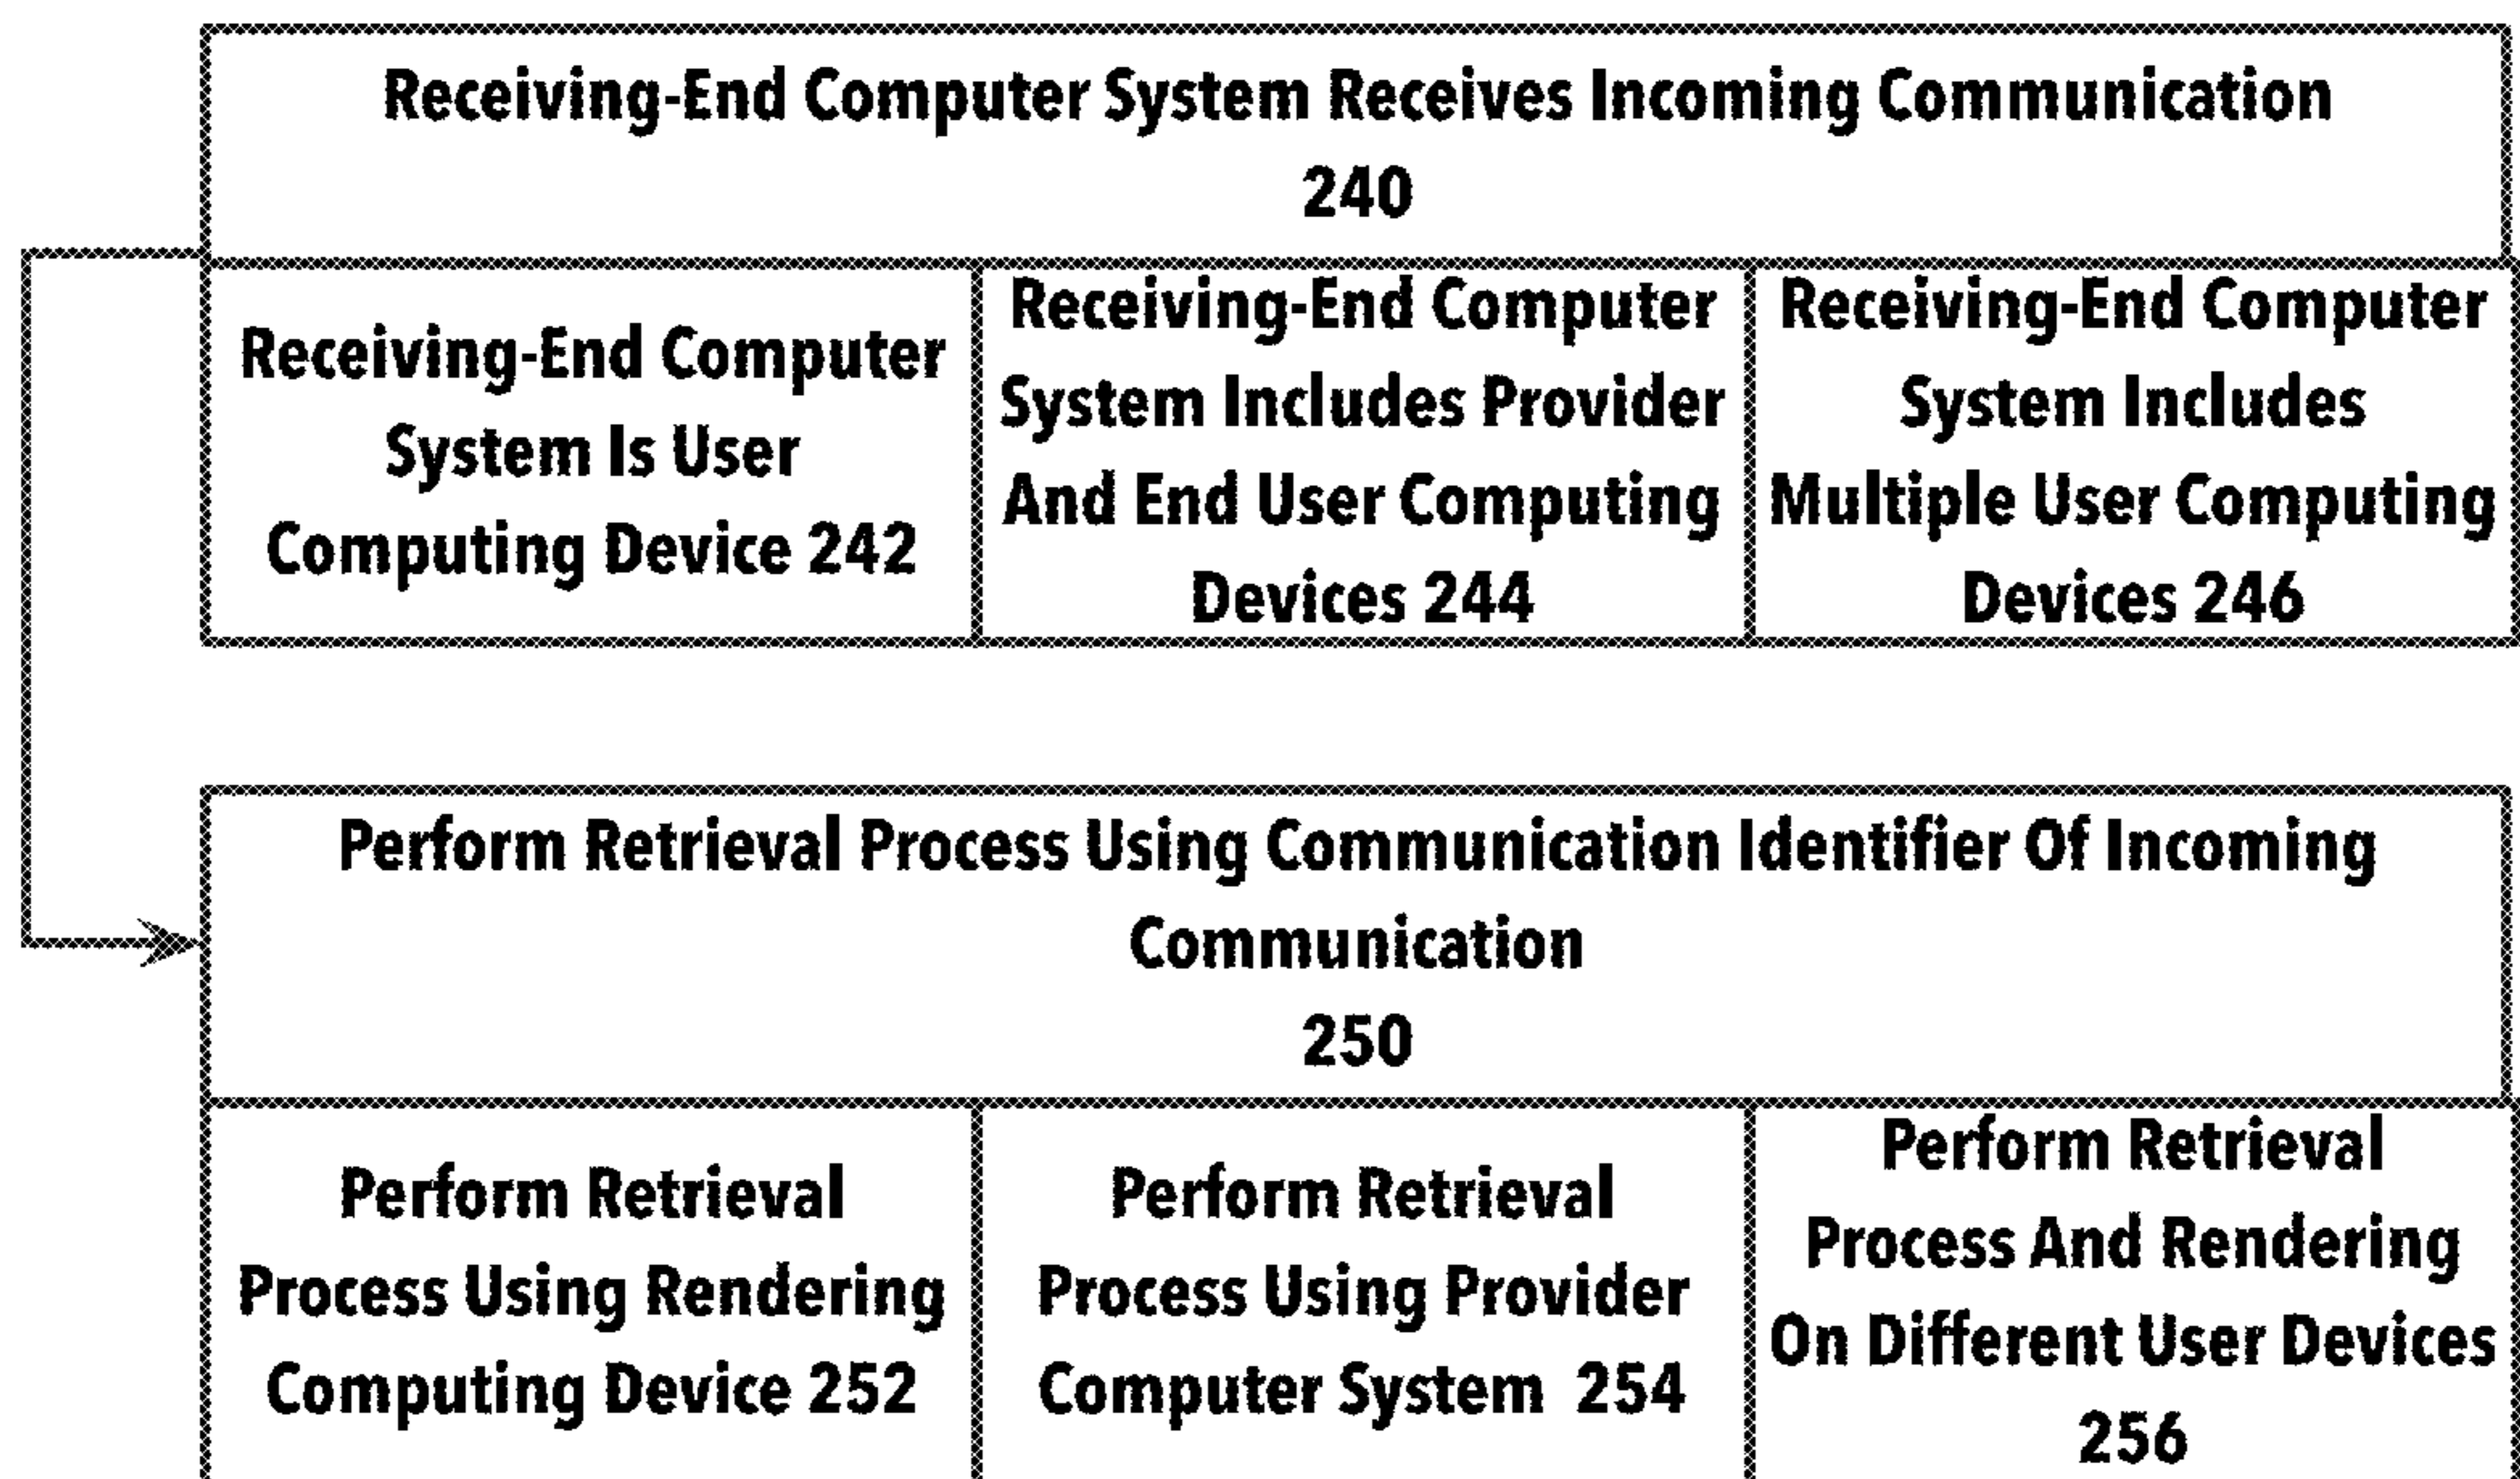 Receiving-End Computer System Receives Incoming Communication
240
Receiving-End Computer
System Is User
Computing Device 242
Receiving-End Computer
System Includes Provider
And End User Computing
Devices 244
Receiving-End Computer
System Includes
Multiple User Computing
Devices 246
Perform Retrieval Process Using Communication Identifier Of Incoming
Communication
250
Perform Retrieval
Process Using Rendering
Computing Device 252
Perform Retrieval
Process Using Provider
Computer System 254
Perform Retrieval
Process And Rendering
On Different User Devices
256